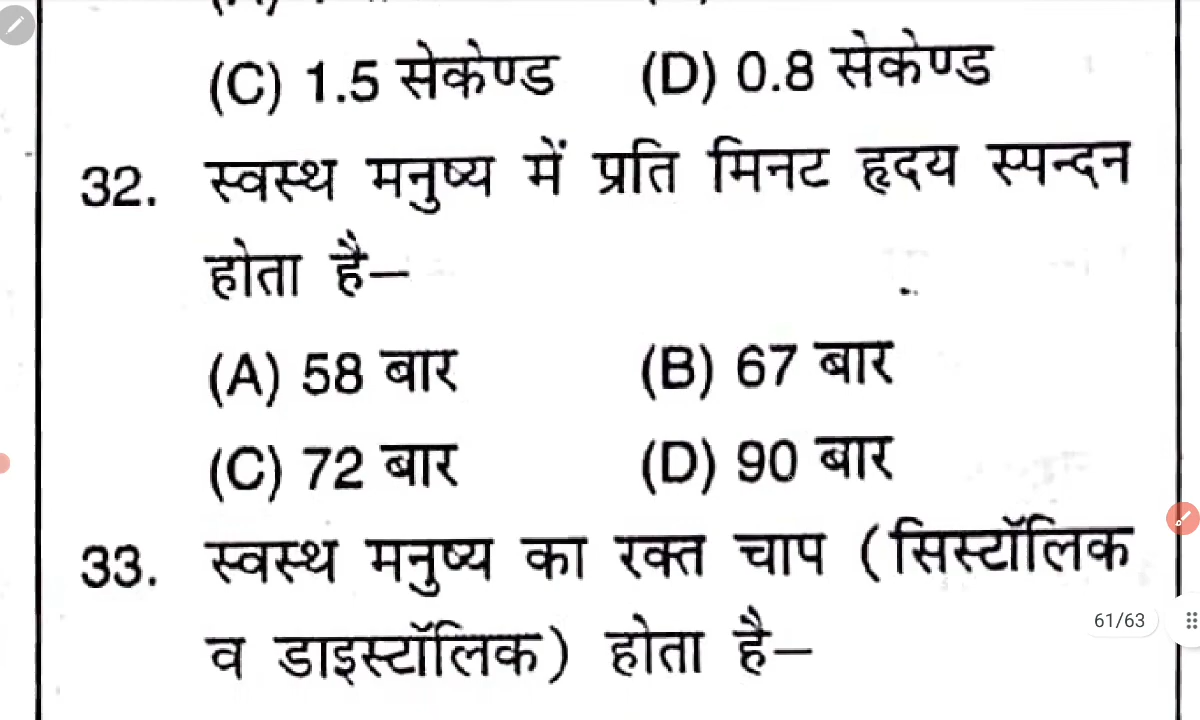 (C) 1.5 सेकेण्ड (D) 0.8 सेकेण्ड
32. स्वस्थ मनुष्य में प्रति मिनट हृदय स्पन्दन
होता है–
(A) 58 बार (B) 67 बार
(C) 72 बार (D) 90 बार
33. स्वस्थ मनुष्य का रक्त चाप (सिस्टॉलिक
व डाइस्टॉलिक) होता है–
61/63